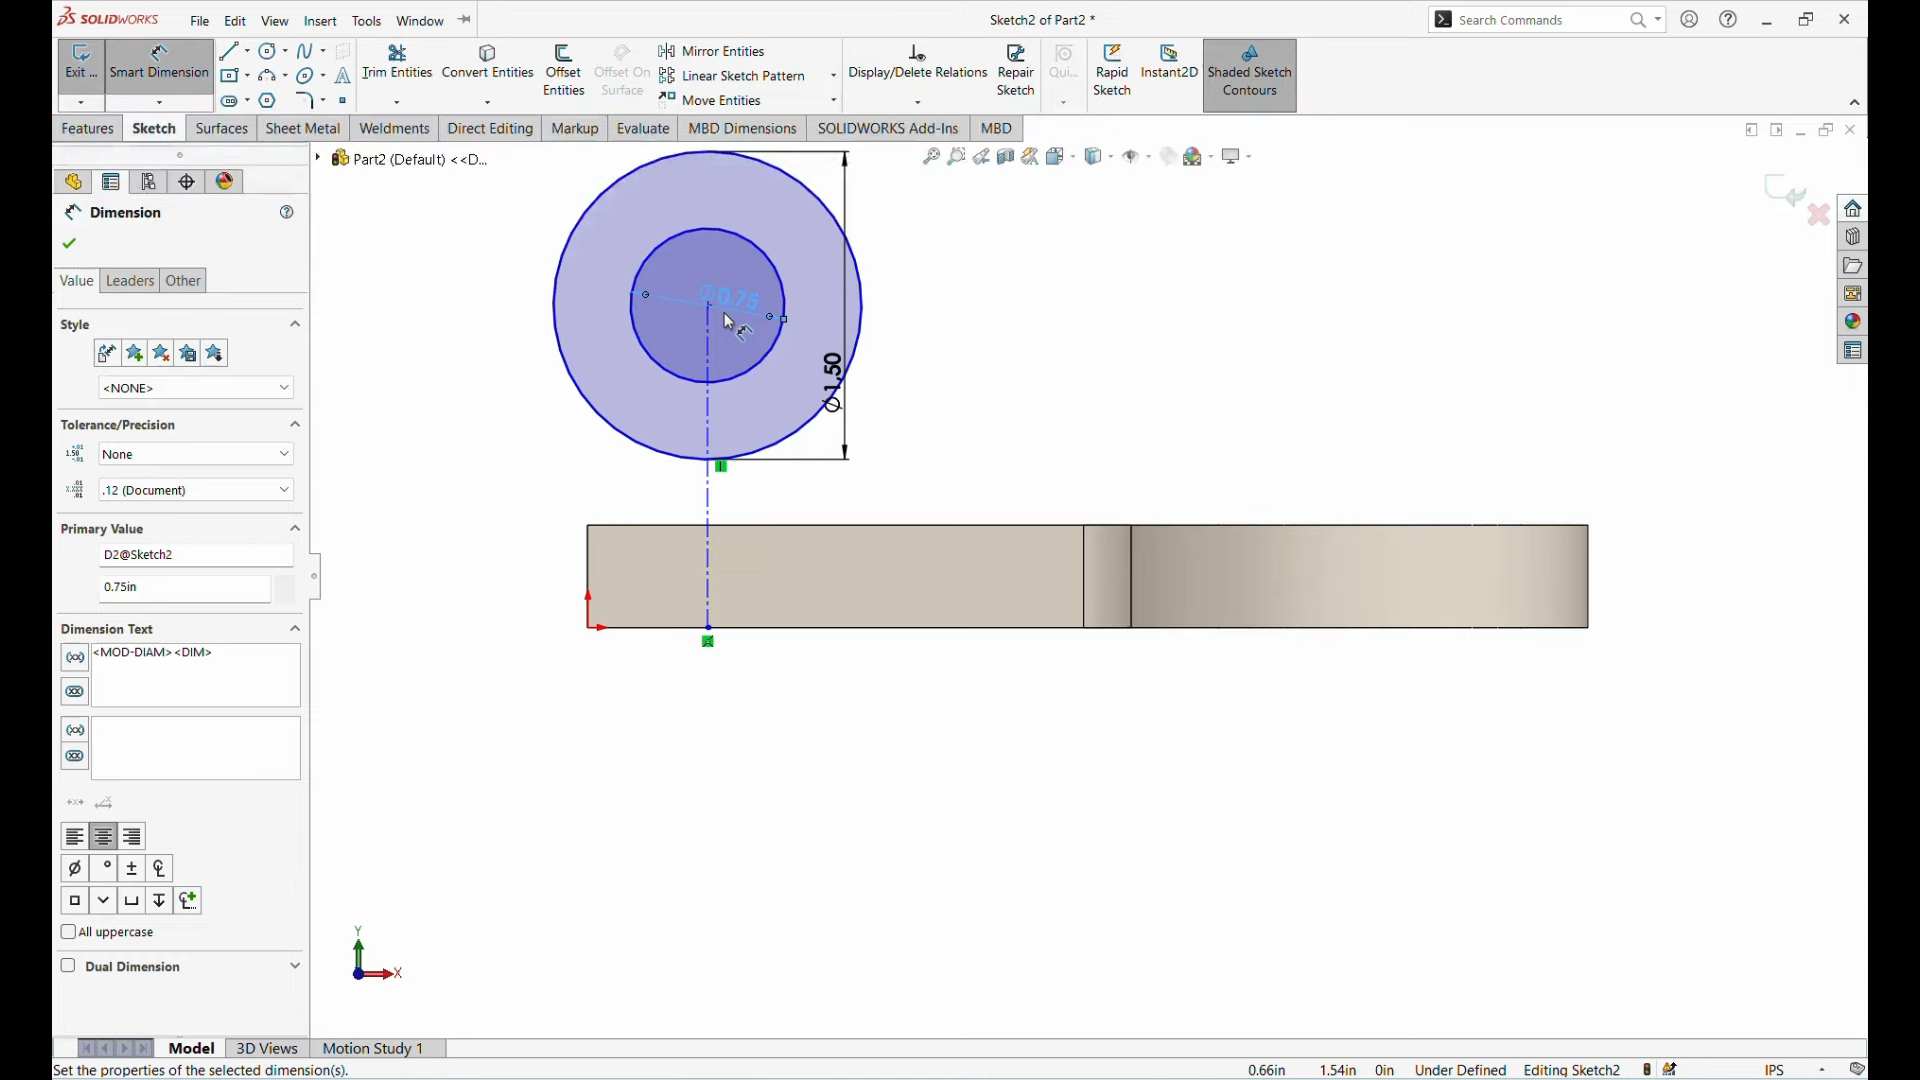 SOLIDWORKS File Edit View Insert Tools Window Sketch2 of Part2 * Search Commands
Exit ... Smart Dimension Trim Entities Convert Entities Offset Entities Offset On Surface Mirror Entities Display/Delete Relations Repair Sketch Qui... Rapid Sketch Instant2D Shaded Sketch Contours
Linear Sketch Pattern
Move Entities
Features Sketch Surfaces Sheet Metal Weldments Direct Editing Markup Evaluate MBD Dimensions SOLIDWORKS Add-Ins MBD
Part2 (Default) <<D...
Dimension
Value Leaders Other
Style
<NONE>
Tolerance/Precision
None
.12 (Document)
Primary Value
D2@Sketch2
0.75in
Dimension Text
<MOD-DIAM><DIM>
All uppercase
Dual Dimension
∅0.75
∅1.50
Y
X
Model 3D Views Motion Study 1
Set the properties of the selected dimension(s). 0.66in 1.54in 0in Under Defined Editing Sketch2 IPS